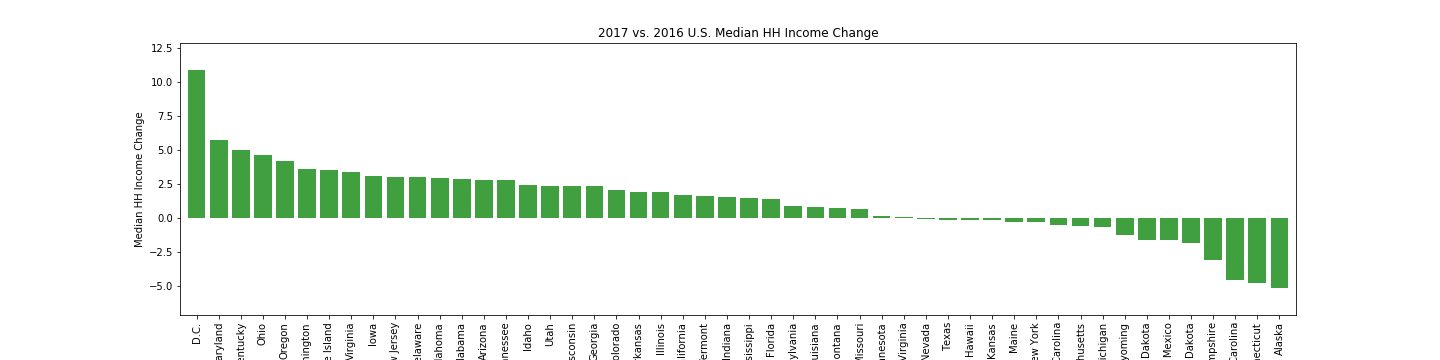 2017 vs. 2016 U.S. Median HH Income Change
Median HH Income Change
12.5
10.0
7.5
5.0
2.5
0.0
−2.5
−5.0
D.C.
aryland
entucky
Ohio
Oregon
hington
e Island
Virginia
Iowa
Jersey
elaware
lahoma
labama
Arizona
nessee
Idaho
Utah
sconsin
Georgia
olorado
kansas
Illinois
lifornia
ermont
Indiana
sissippi
Florida
ylvania
uisiana
ontana
Missouri
nesota
Virginia
Nevada
Texas
Hawaii
Kansas
Maine
ew York
Carolina
husetts
ichigan
yoming
Dakota
Mexico
Dakota
mpshire
Carolina
ecticut
Alaska